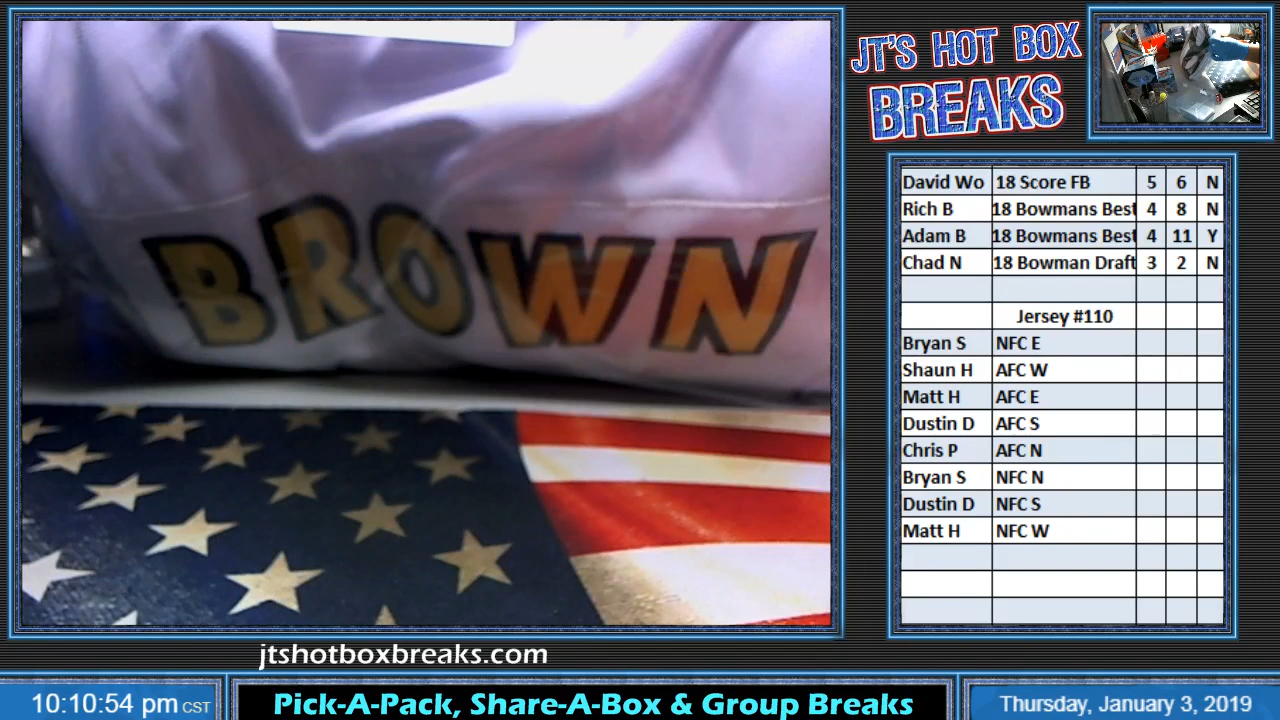 BROWN
JT'S HOT BOX
BREAKS
David Wo 18 Score FB 5 6 N
Rich B 18 Bowmans Best 4 8 N
Adam B 18 Bowmans Best 4 11 Y
Chad N 18 Bowman Draft 3 2 N
Jersey #110
Bryan S NFC E
Shaun H AFC W
Matt H AFC E
Dustin D AFC S
Chris P AFC N
Bryan S NFC N
Dustin D NFC S
Matt H NFC W
jtshotboxbreaks.com
10:10:54 pm CST
Pick-A-Pack, Share-A-Box & Group Breaks
Thursday, January 3, 2019